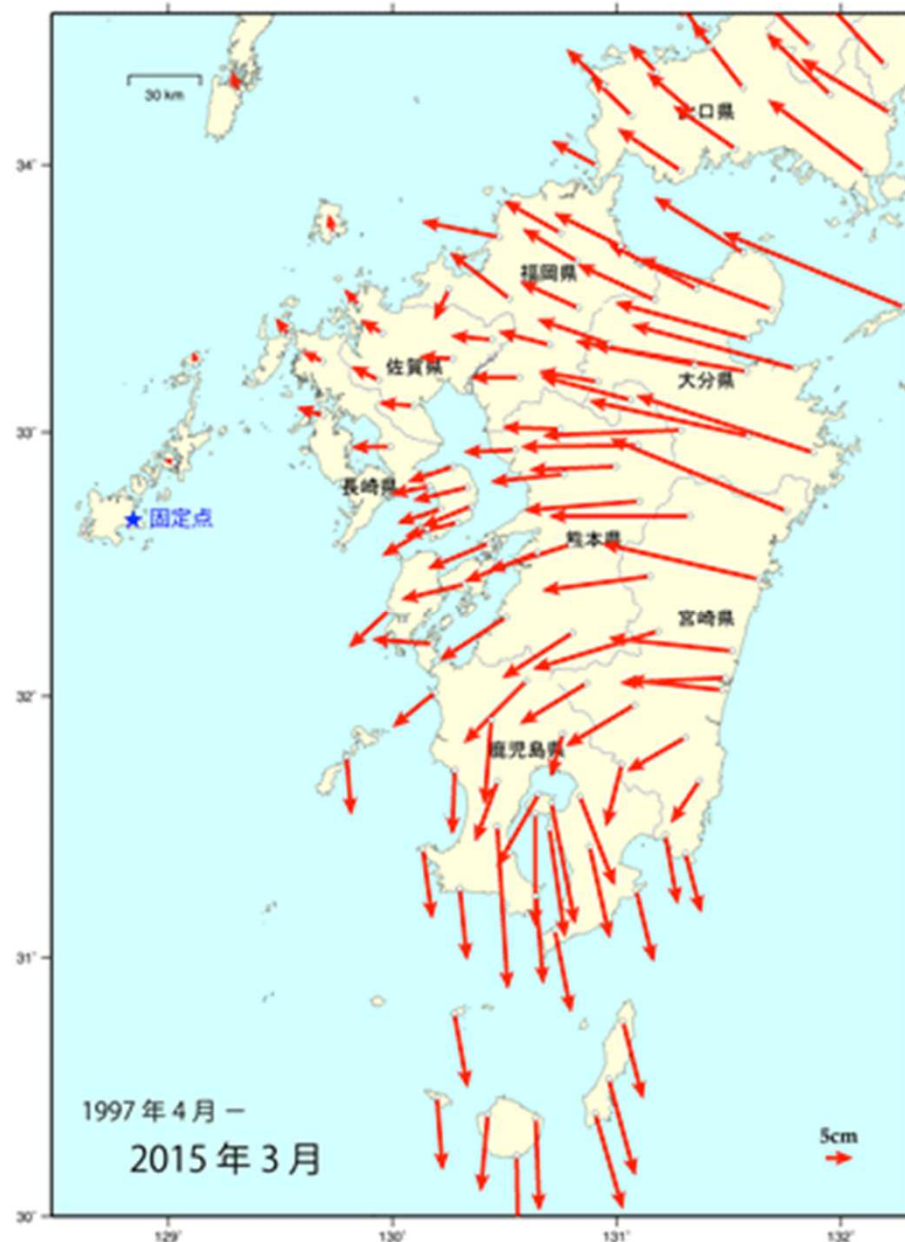 30 km
山口県
34°
福岡県
佐賀県
大分県
33°
長崎県
固定点
熊本県
宮崎県
32°
鹿児島県
31°
1997 年 4 月 －
2015 年 3 月
5cm
30°
129°
130°
131°
132°